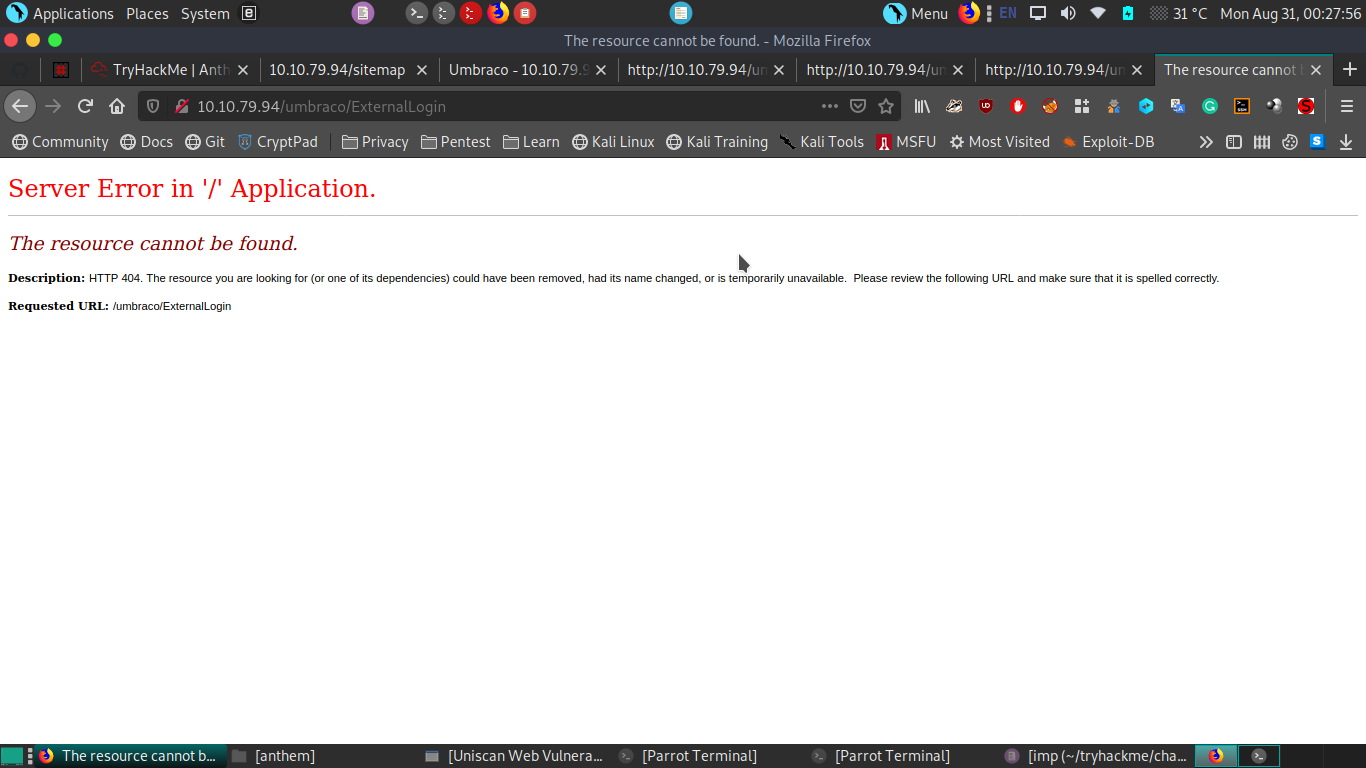 Applications Places System Menu EN 31 °C Mon Aug 31, 00:27:56
The resource cannot be found. - Mozilla Firefox
TryHackMe | Anth 10.10.79.94/sitemap Umbraco - 10.10.79.9 http://10.10.79.94/un http://10.10.79.94/un http://10.10.79.94/um The resource cannot
10.10.79.94/umbraco/ExternalLogin
Community Docs Git CryptPad Privacy Pentest Learn Kali Linux Kali Training Kali Tools MSFU Most Visited Exploit-DB
Server Error in '/' Application.
The resource cannot be found.
Description: HTTP 404. The resource you are looking for (or one of its dependencies) could have been removed, had its name changed, or is temporarily unavailable.  Please review the following URL and make sure that it is spelled correctly.
Requested URL: /umbraco/ExternalLogin
The resource cannot b... [anthem] [Uniscan Web Vulnera... [Parrot Terminal] [Parrot Terminal] [imp (~/tryhackme/cha...